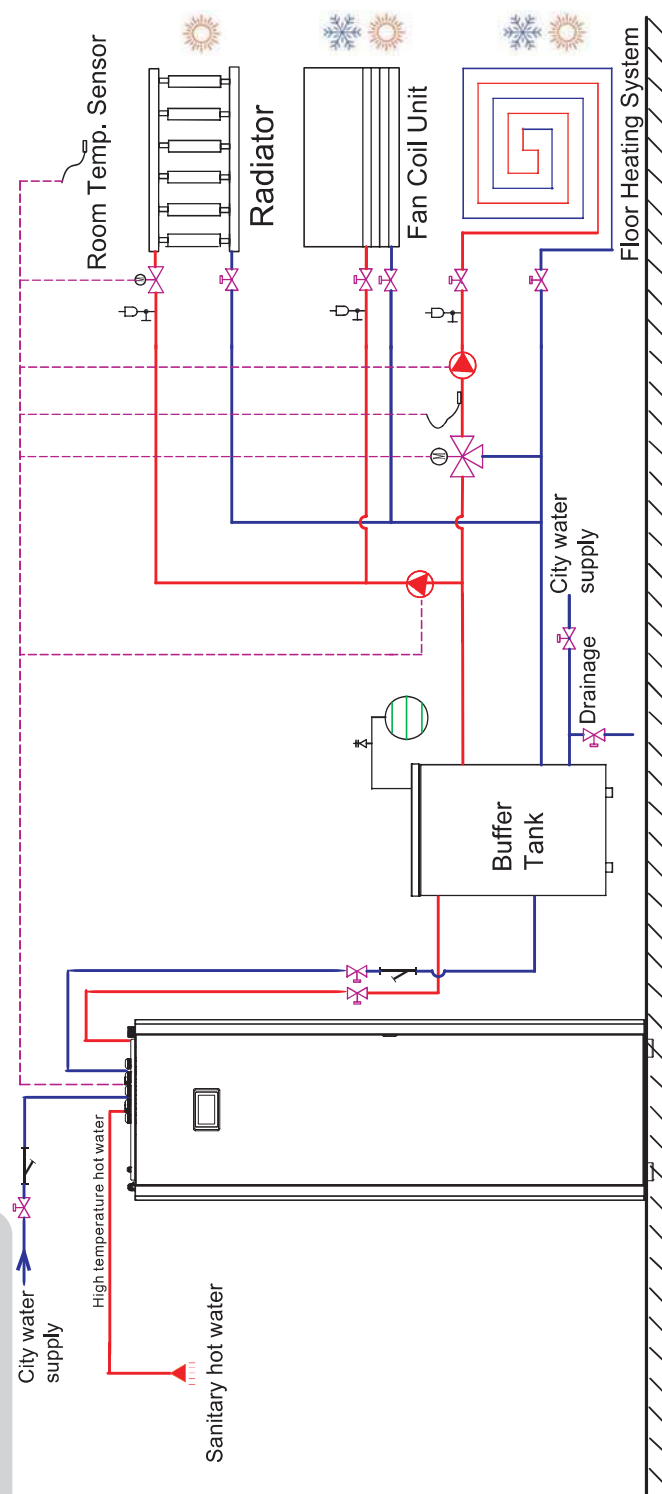 City water
supply
High temperature hot water
Sanitary hot water
Buffer
Tank
Drainage
City water
supply
Room Temp. Sensor
Radiator
Fan Coil Unit
Floor Heating System
M
M